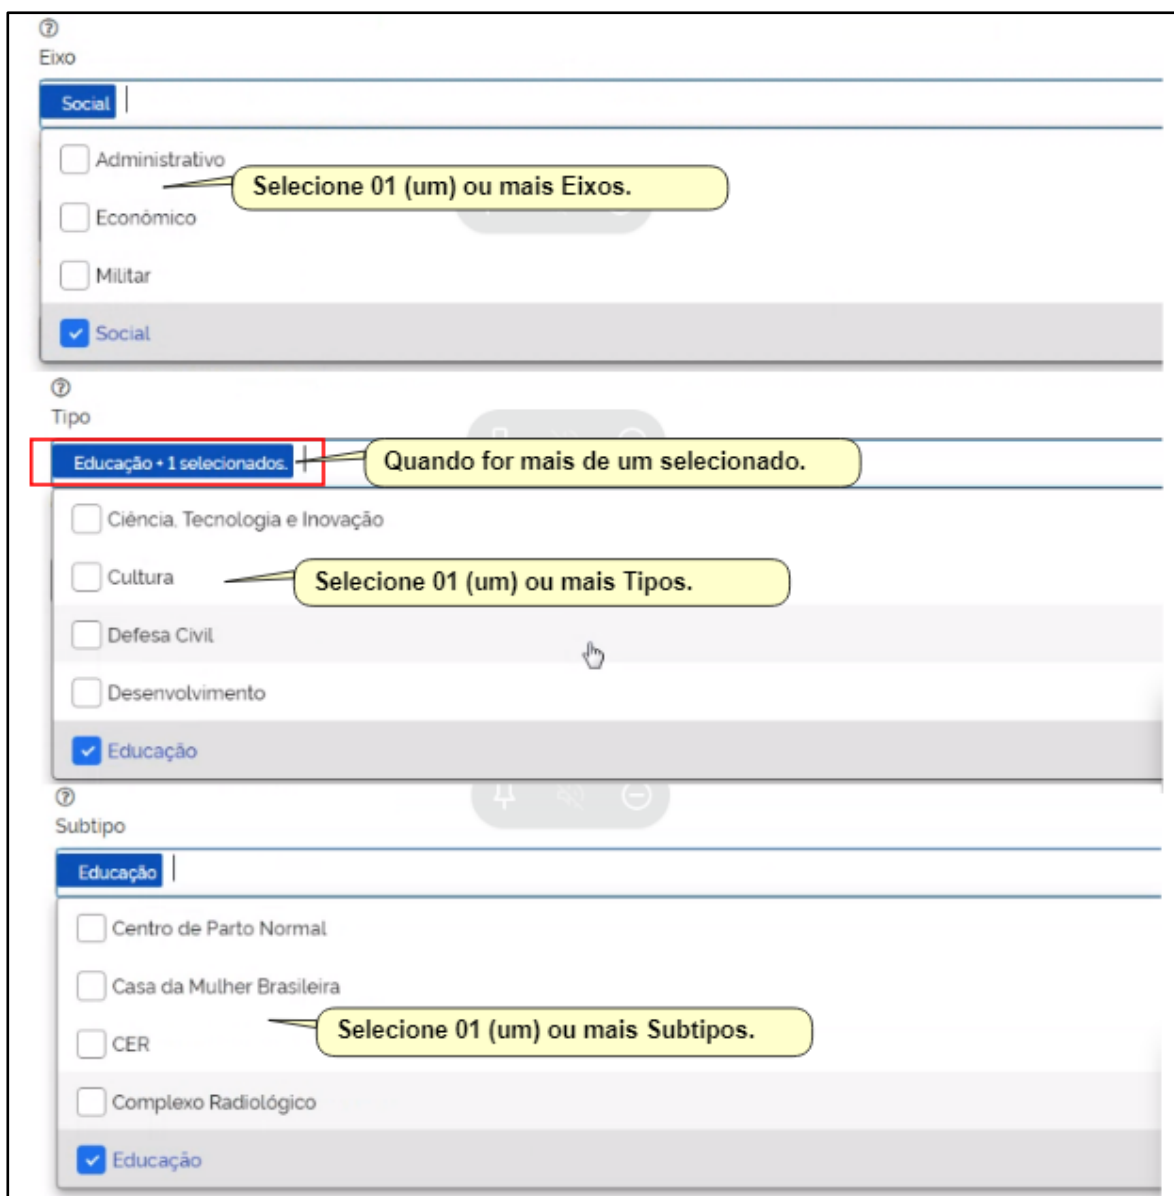 Eixo
Social
Administrativo
Selecione 01 (um) ou mais Eixos.
Econômico
Militar
Social
Tipo
Educação + 1 selecionados.
Quando for mais de um selecionado.
Ciência, Tecnologia e Inovação
Cultura
Selecione 01 (um) ou mais Tipos.
Defesa Civil
Desenvolvimento
Educação
Subtipo
Educação
Centro de Parto Normal
Casa da Mulher Brasileira
Selecione 01 (um) ou mais Subtipos.
CER
Complexo Radiológico
Educação